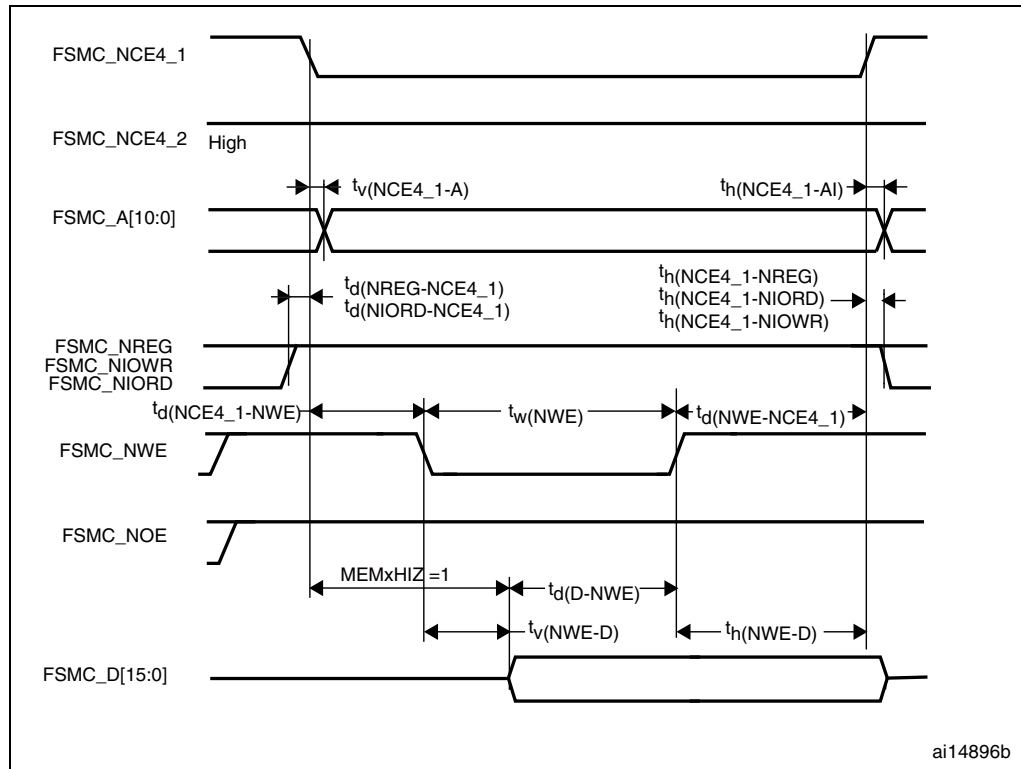 FSMC_NCE4_1
FSMC_NCE4_2 High
tv(NCE4_1-A)
th(NCE4_1-AI)
FSMC_A[10:0]
td(NREG-NCE4_1)
td(NIORD-NCE4_1)
th(NCE4_1-NREG)
th(NCE4_1-NIORD)
th(NCE4_1-NIOWR)
FSMC_NREG
FSMC_NIOWR
FSMC_NIORD
td(NCE4_1-NWE)
tw(NWE)
td(NWE-NCE4_1)
FSMC_NWE
FSMC_NOE
MEMxHIZ =1
td(D-NWE)
tv(NWE-D)
th(NWE-D)
FSMC_D[15:0]
ai14896b